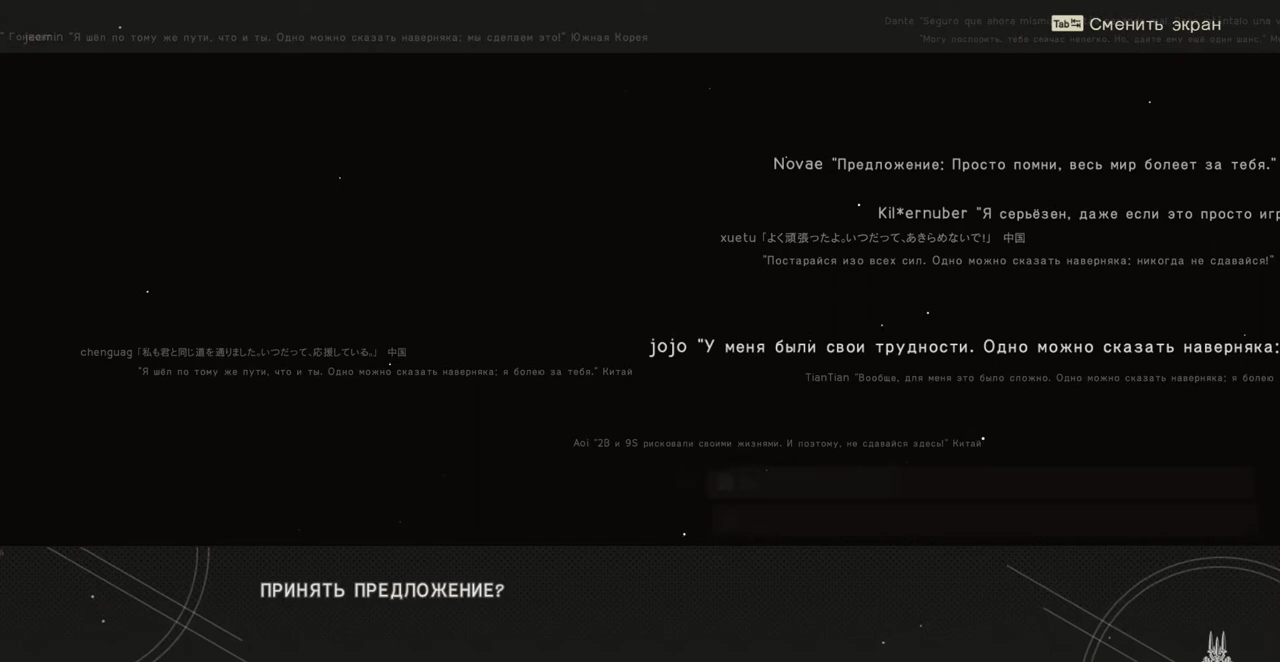 Dente "Seguro que ahora mism
Tab Сменить экран
jaemin "Я шёл по тому же пути, что и ты. Одно можно сказать наверняка: мы сделаем это!" Южная Корея
"Могу поспорить, тебе сейчас нелегко. Но, дайте ему ещё один шанс."
Novae "Предложение: Просто помни, весь мир болеет за тебя."
Kil*ernuber "Я серьёзен, даже если это просто игр
xuetu「よく頑張ったよ。いつだって、あきらめないで!」 中国
"Постарайся изо всех сил. Одно можно сказать наверняка: никогда не сдавайся!"
jojo "У меня были свои трудности. Одно можно сказать наверняка:
chenguag「私も君と同じ道を通りました。いつだって、応援している。」 中国
"Я шёл по тому же пути, что и ты. Одно можно сказать наверняка: я болею за тебя." Китай
TianTian "Вообще, для меня это было сложно. Одно можно сказать наверняка: я болею
Aoi "2B и 9S рисковали своими жизнями. И поэтому, не сдавайся здесь!" Китай
ПРИНЯТЬ ПРЕДЛОЖЕНИЕ?